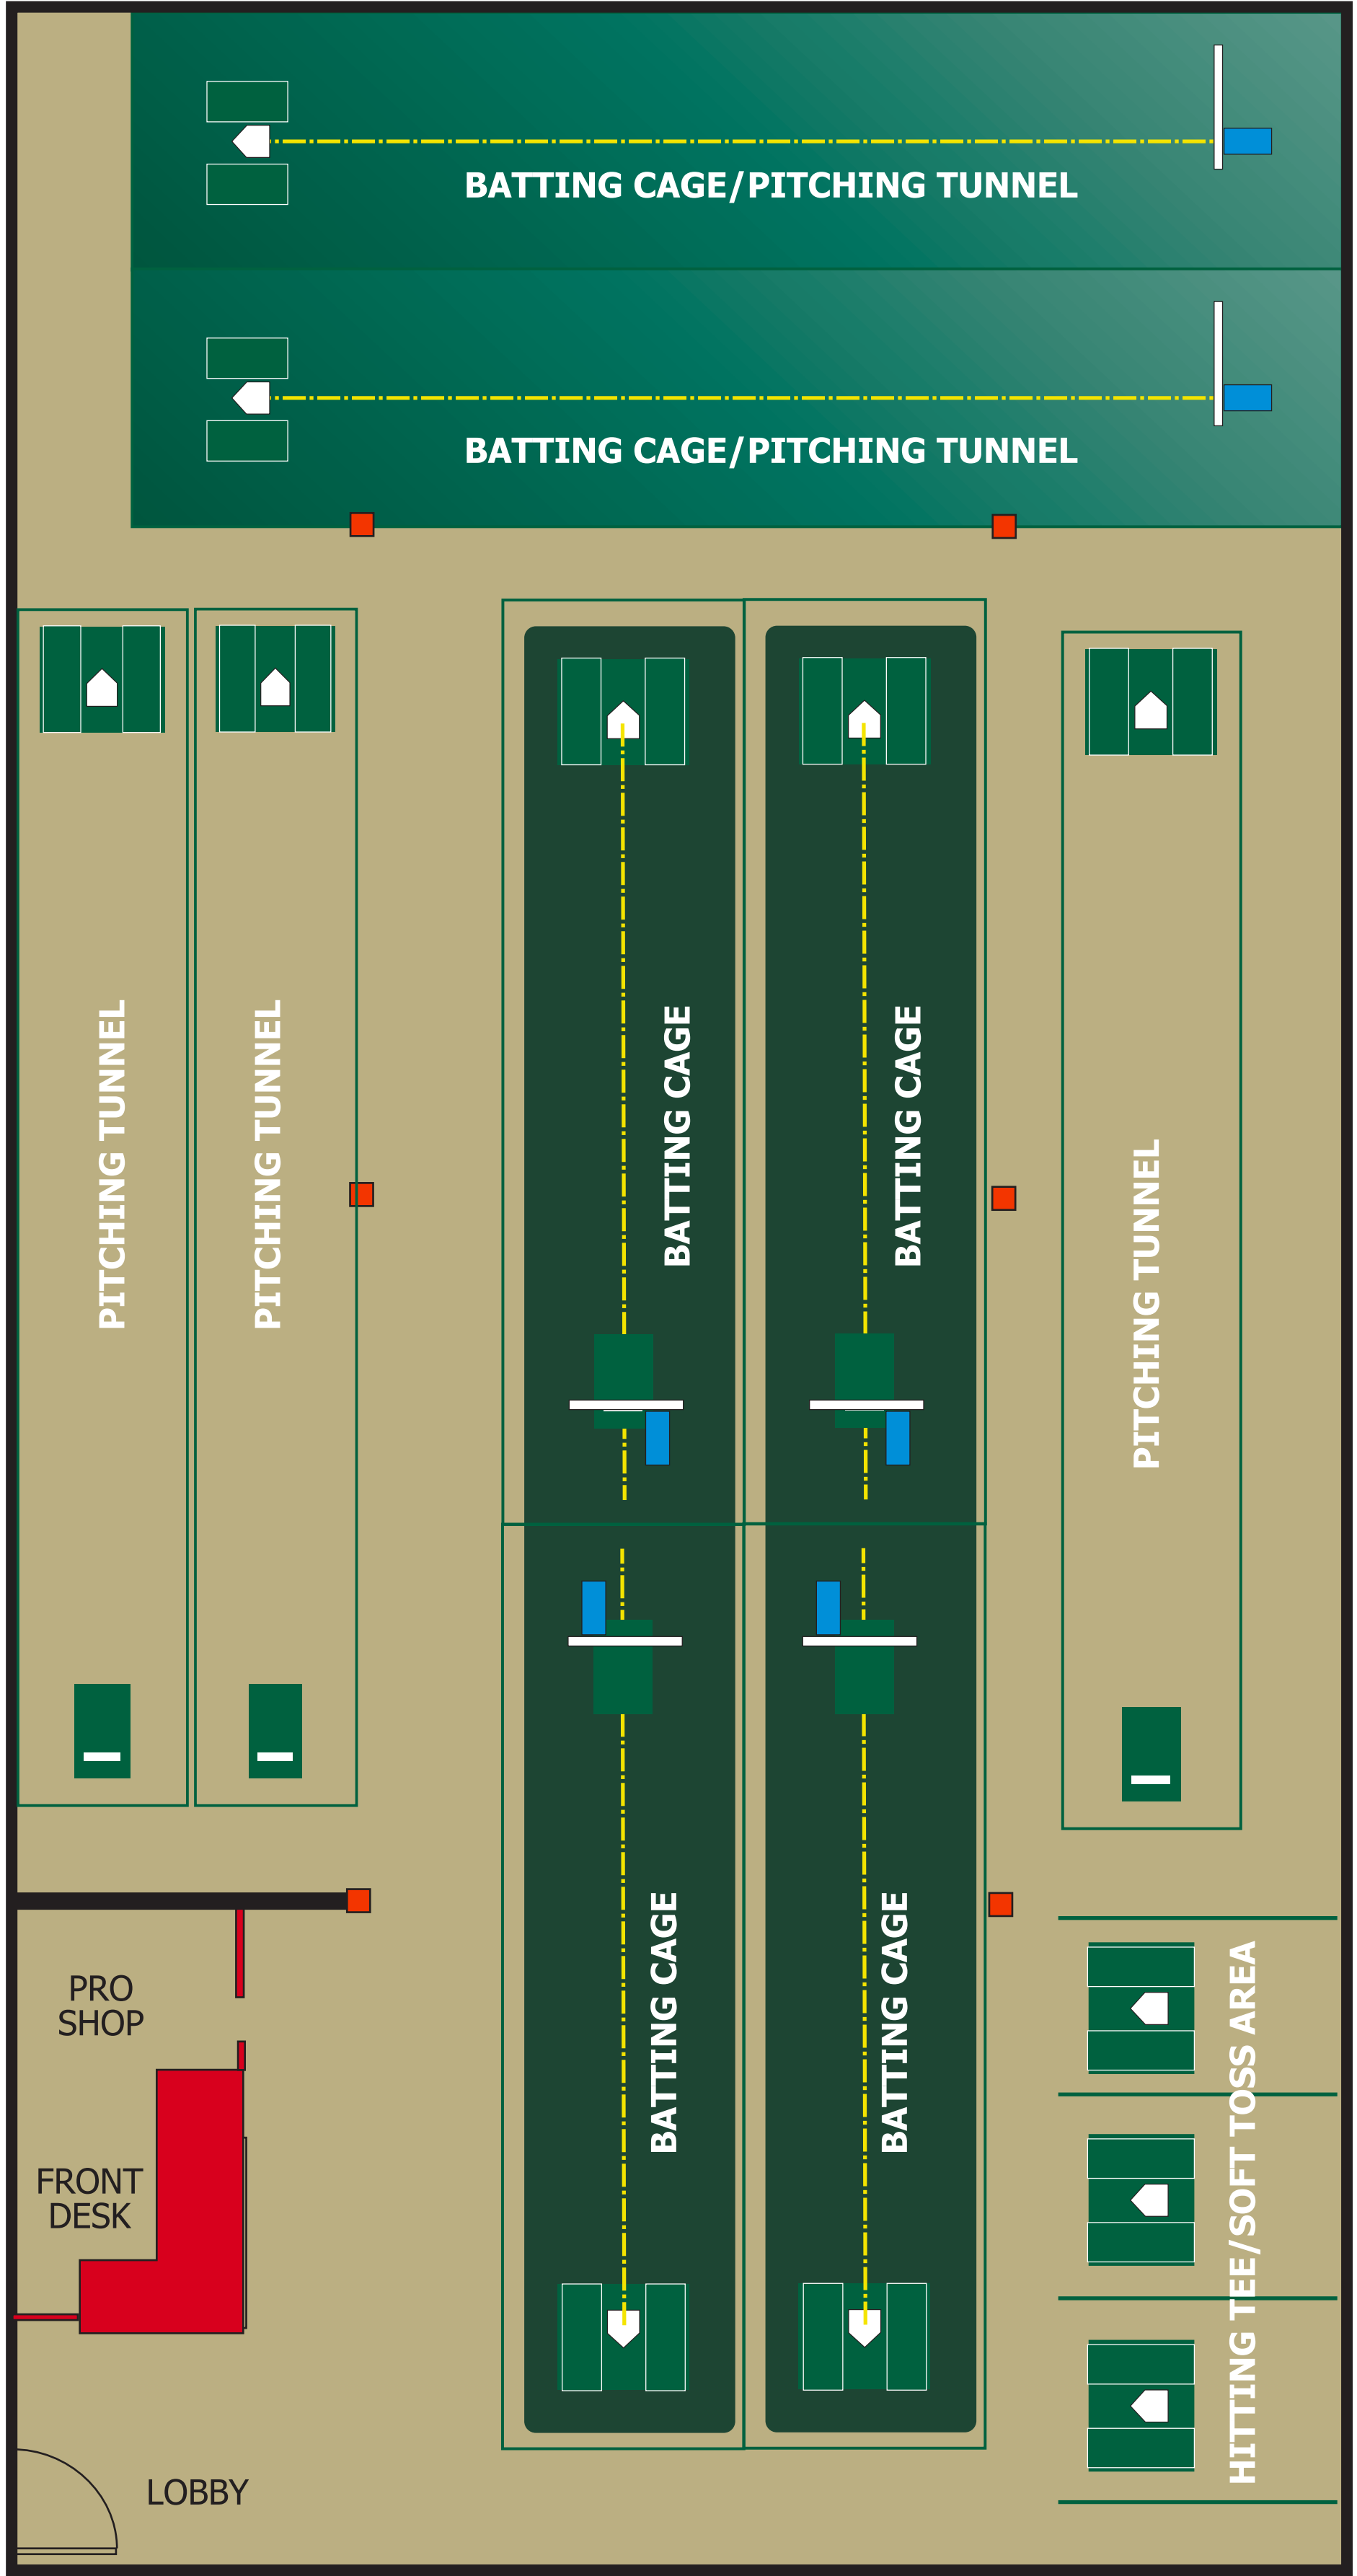 BATTING CAGE/PITCHING TUNNEL
BATTING CAGE/PITCHING TUNNEL
PITCHING TUNNEL
PITCHING TUNNEL
BATTING CAGE
BATTING CAGE
PITCHING TUNNEL
BATTING CAGE
BATTING CAGE
HITTING TEE/SOFT TOSS AREA
PRO
SHOP
FRONT
DESK
LOBBY